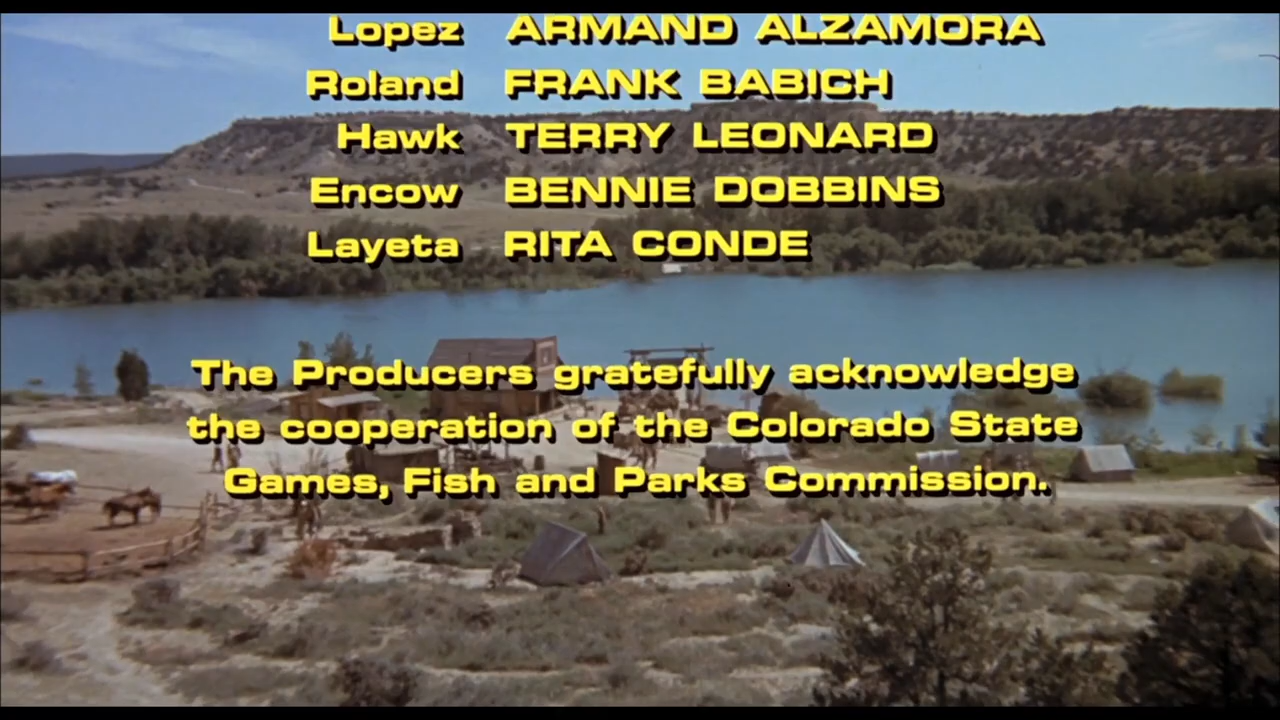 Lopez ARMAND ALZAMORA
Roland FRANK BABICH
Hawk TERRY LEONARD
Encow BENNIE DOBBINS
Layeta RITA CONDE
The Producers gratefully acknowledge
the cooperation of the Colorado State
Games, Fish and Parks Commission.